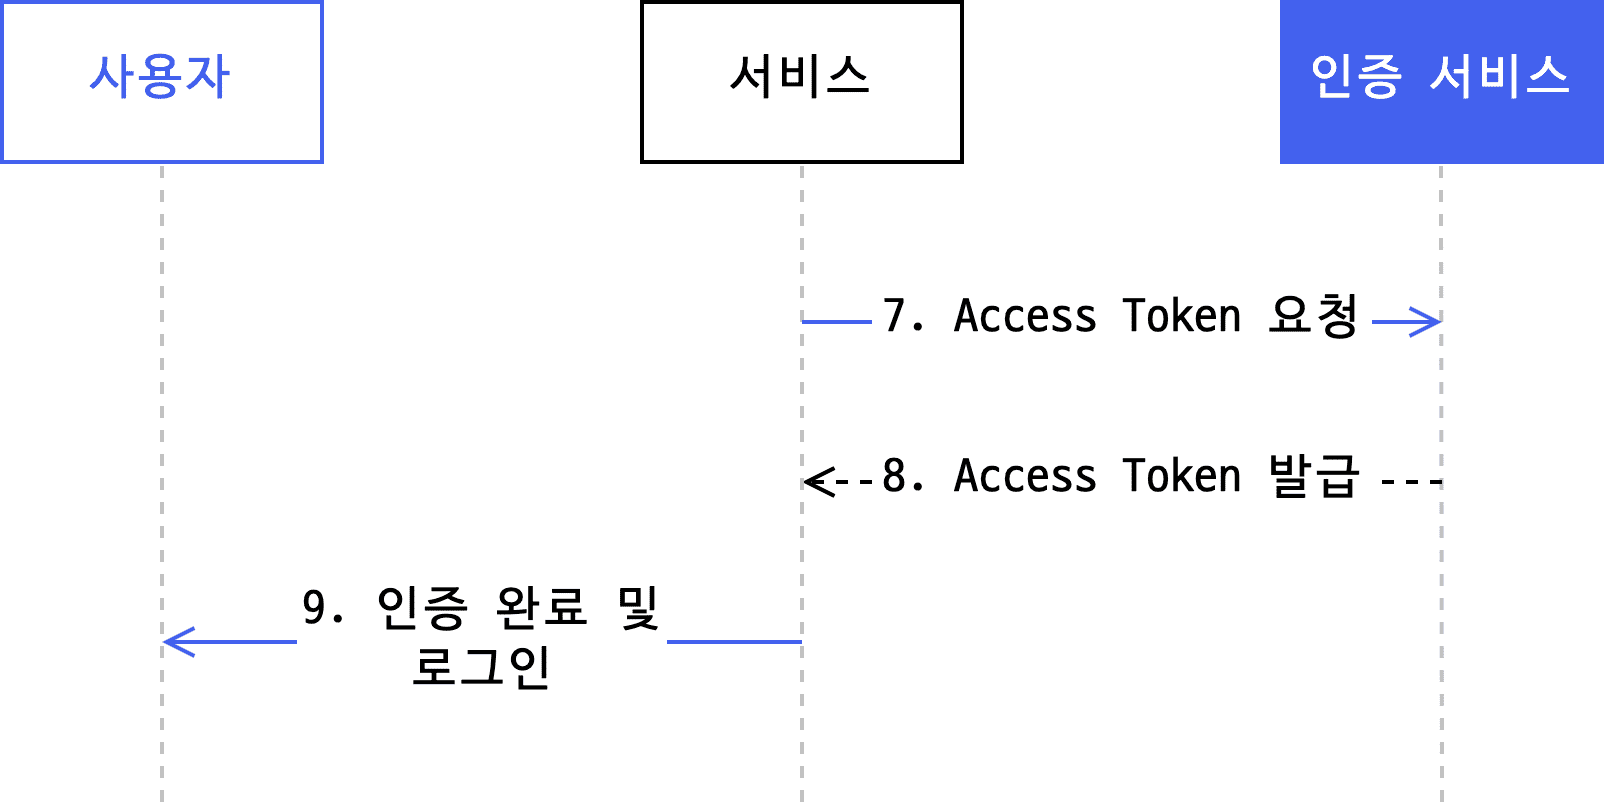 사용자
서비스
인증 서비스
7. Access Token 요청
8. Access Token 발급
9. 인증 완료 및
로그인